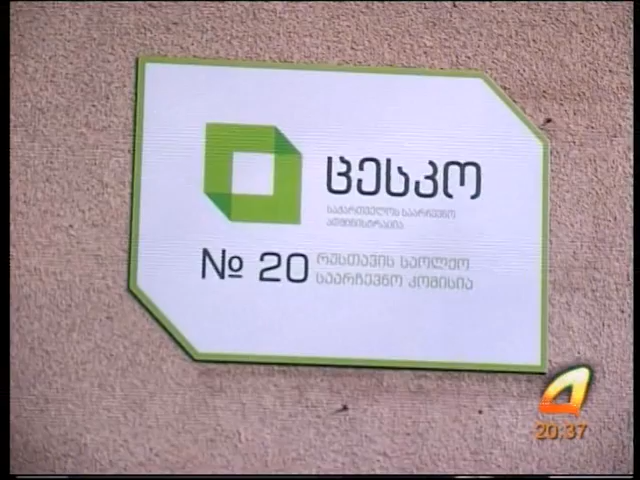 ცესკო
საქართველოს საარჩევნო
ადმინისტრაცია
№ 20 რუსთავის საოლქო
საარჩევნო კომისია
20:37